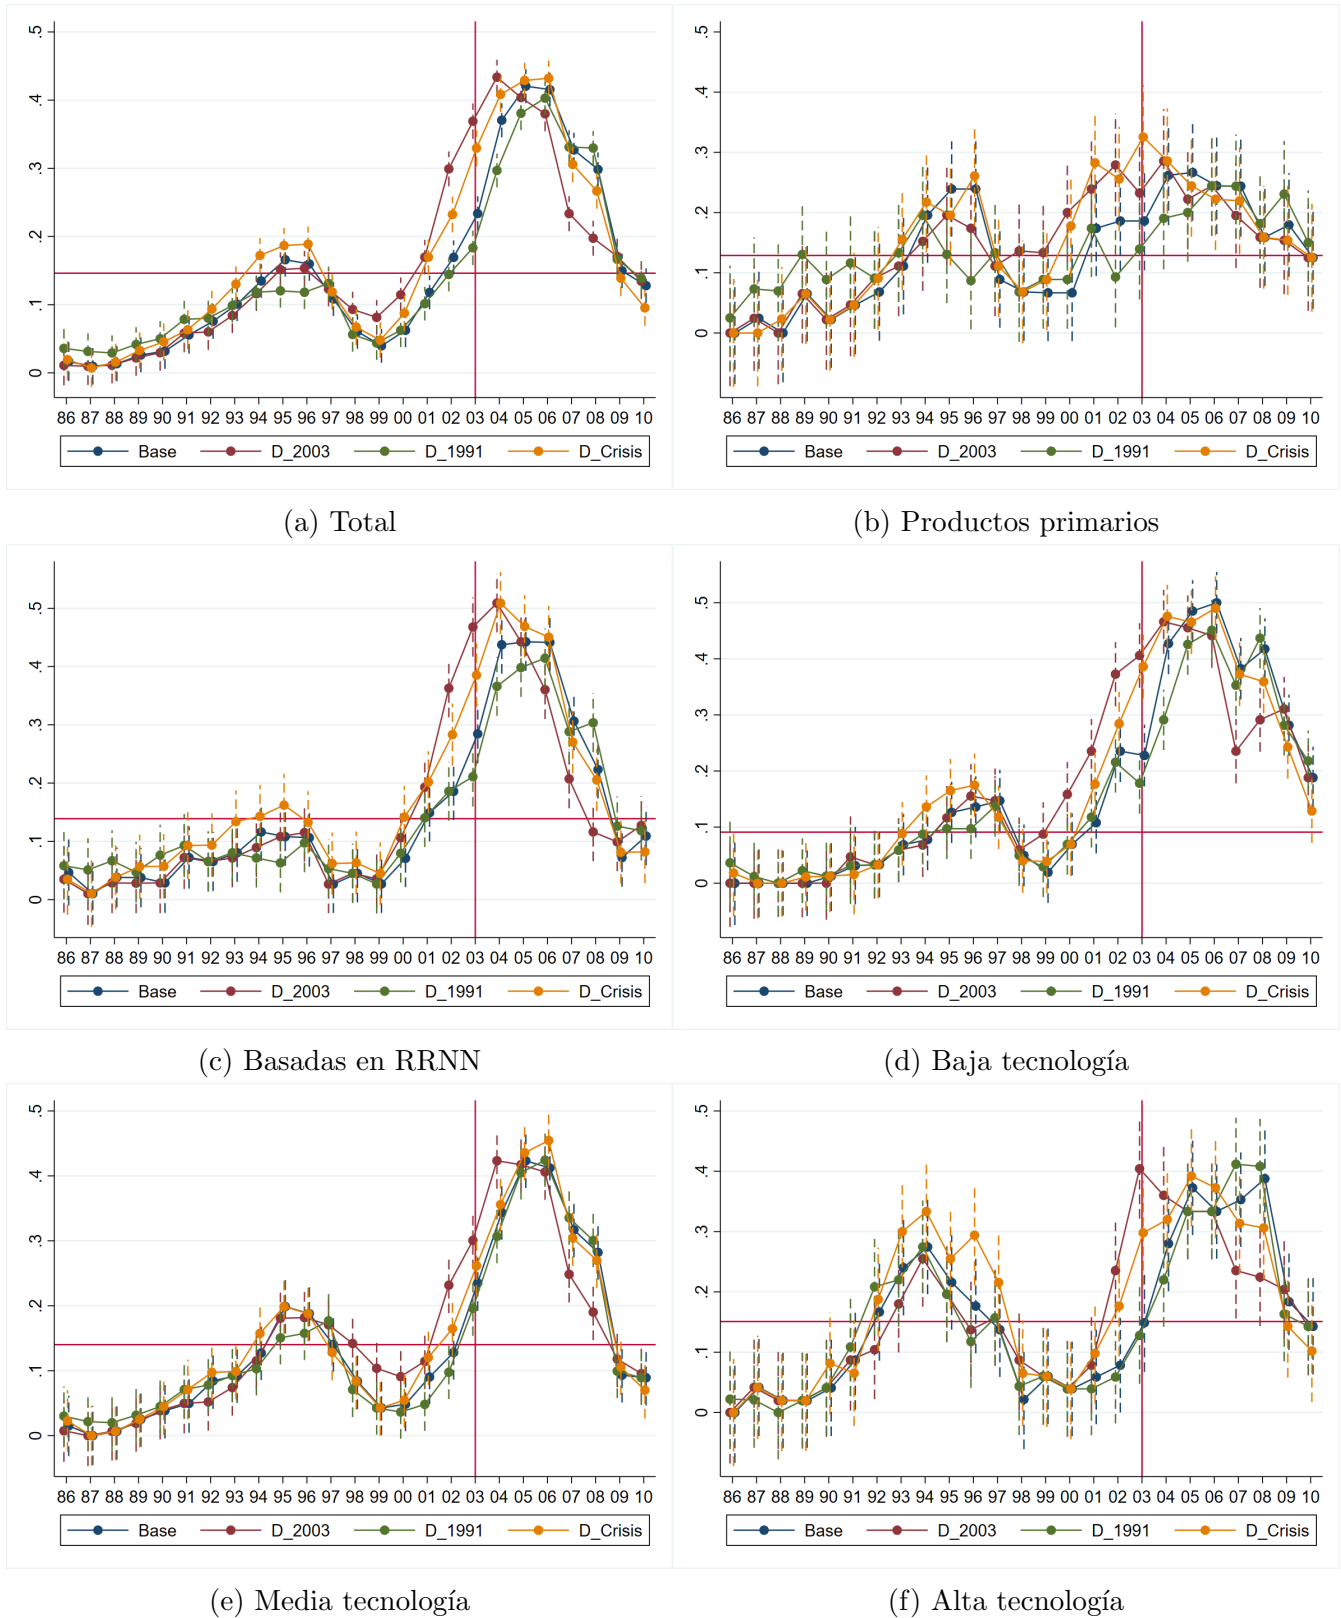 .5
.4
.3
.2
.1
0
86 87 88 89 90 91 92 93 94 95 96 97 98 99 00 01 02 03 04 05 06 07 08 09 10
Base D_2003 D_1991 D_Crisis
(a) Total
.5
.4
.3
.2
.1
0
86 87 88 89 90 91 92 93 94 95 96 97 98 99 00 01 02 03 04 05 06 07 08 09 10
Base D_2003 D_1991 D_Crisis
(b) Productos primarios
.5
.4
.3
.2
.1
0
86 87 88 89 90 91 92 93 94 95 96 97 98 99 00 01 02 03 04 05 06 07 08 09 10
Base D_2003 D_1991 D_Crisis
(c) Basadas en RRNN
.5
.4
.3
.2
.1
0
86 87 88 89 90 91 92 93 94 95 96 97 98 99 00 01 02 03 04 05 06 07 08 09 10
Base D_2003 D_1991 D_Crisis
(d) Baja tecnología
.5
.4
.3
.2
.1
0
86 87 88 89 90 91 92 93 94 95 96 97 98 99 00 01 02 03 04 05 06 07 08 09 10
Base D_2003 D_1991 D_Crisis
(e) Media tecnología
.5
.4
.3
.2
.1
0
86 87 88 89 90 91 92 93 94 95 96 97 98 99 00 01 02 03 04 05 06 07 08 09 10
Base D_2003 D_1991 D_Crisis
(f) Alta tecnología